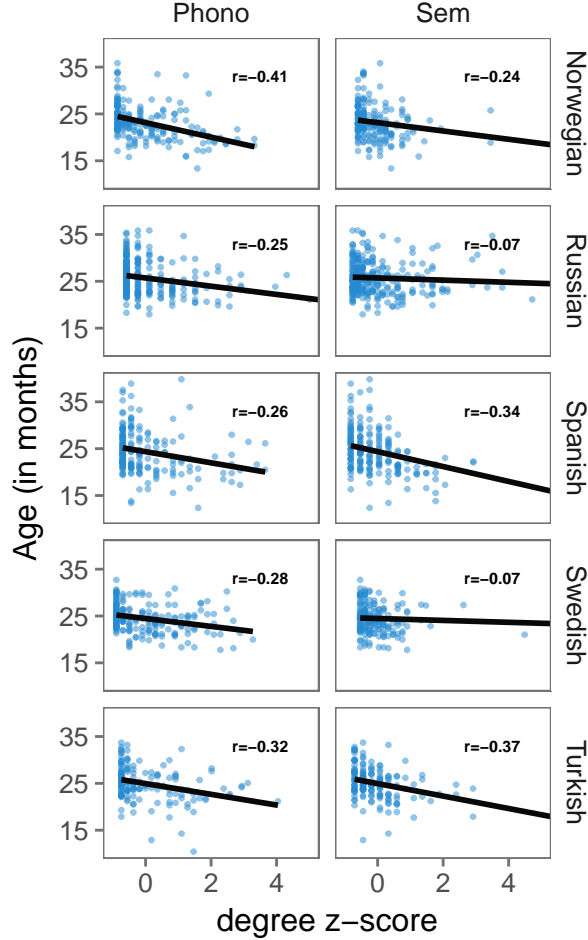 Phono Sem
35 25 15 r=−0.41 r=−0.24 Norwegian
35 25 15 r=−0.25 r=−0.07 Russian
35 25 15 r=−0.26 r=−0.34 Spanish
35 25 15 r=−0.28 r=−0.07 Swedish
35 25 15 r=−0.32 r=−0.37 Turkish
Age (in months)
0 2 4 0 2 4
degree z−score